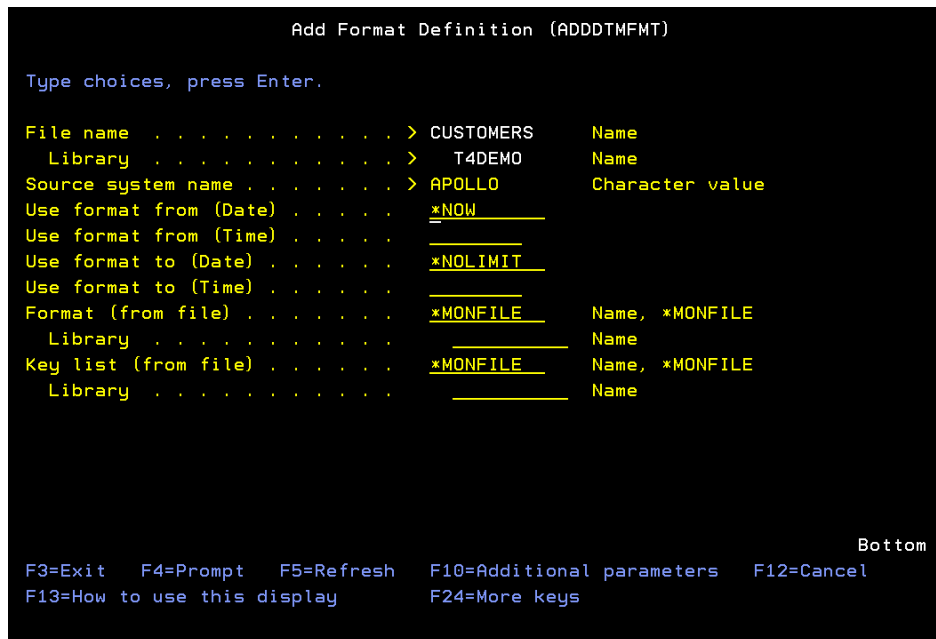 Add Format Definition (ADDDTMFMT)
Type choices, press Enter.
File name . . . . . . . . . . . > CUSTOMERS Name
Library . . . . . . . . . . . > T4DEMO Name
Source system name . . . . . . . > APOLLO Character value
Use format from (Date) . . . . . *NOW
Use format from (Time) . . . . .
Use format to (Date) . . . . . . *NOLIMIT
Use format to (Time) . . . . . .
Format (from file) . . . . . . . *MONFILE Name, *MONFILE
Library . . . . . . . . . . . Name
Key list (from file) . . . . . . *MONFILE Name, *MONFILE
Library . . . . . . . . . . . Name
Bottom
F3=Exit F4=Prompt F5=Refresh F10=Additional parameters F12=Cancel
F13=How to use this display F24=More keys